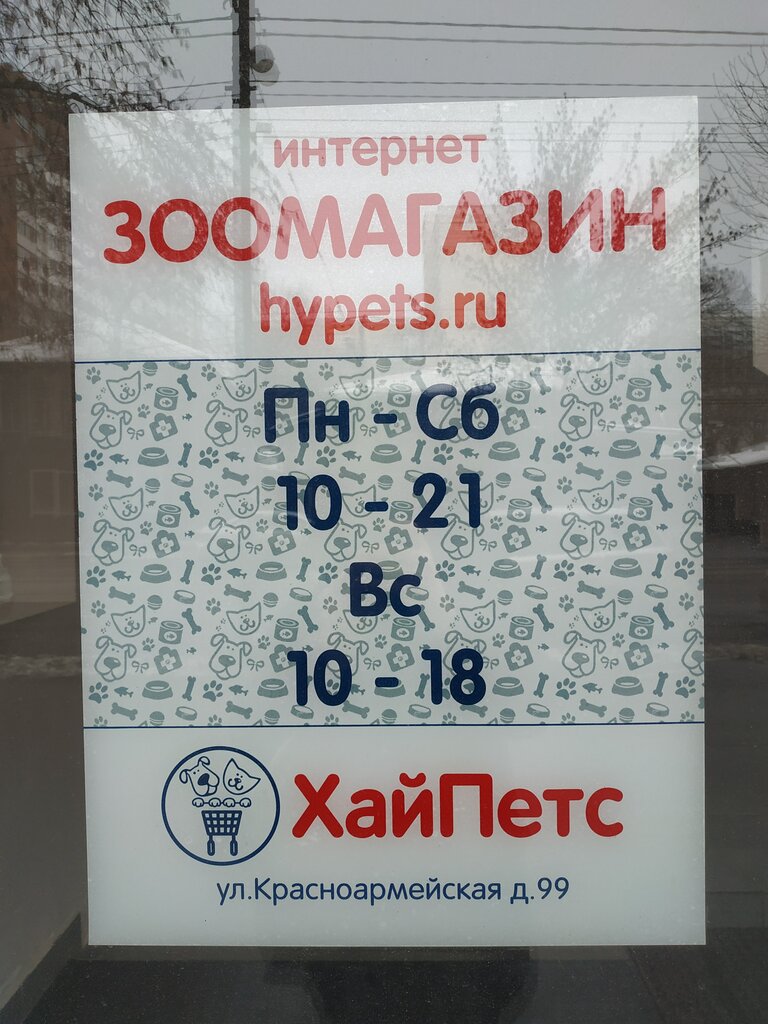 интернет
ЗООМАГАЗИН
hypets.ru
Пн - Сб
10 - 21
Вс
10 - 18
ХайПетс
ул.Красноармейская д.99